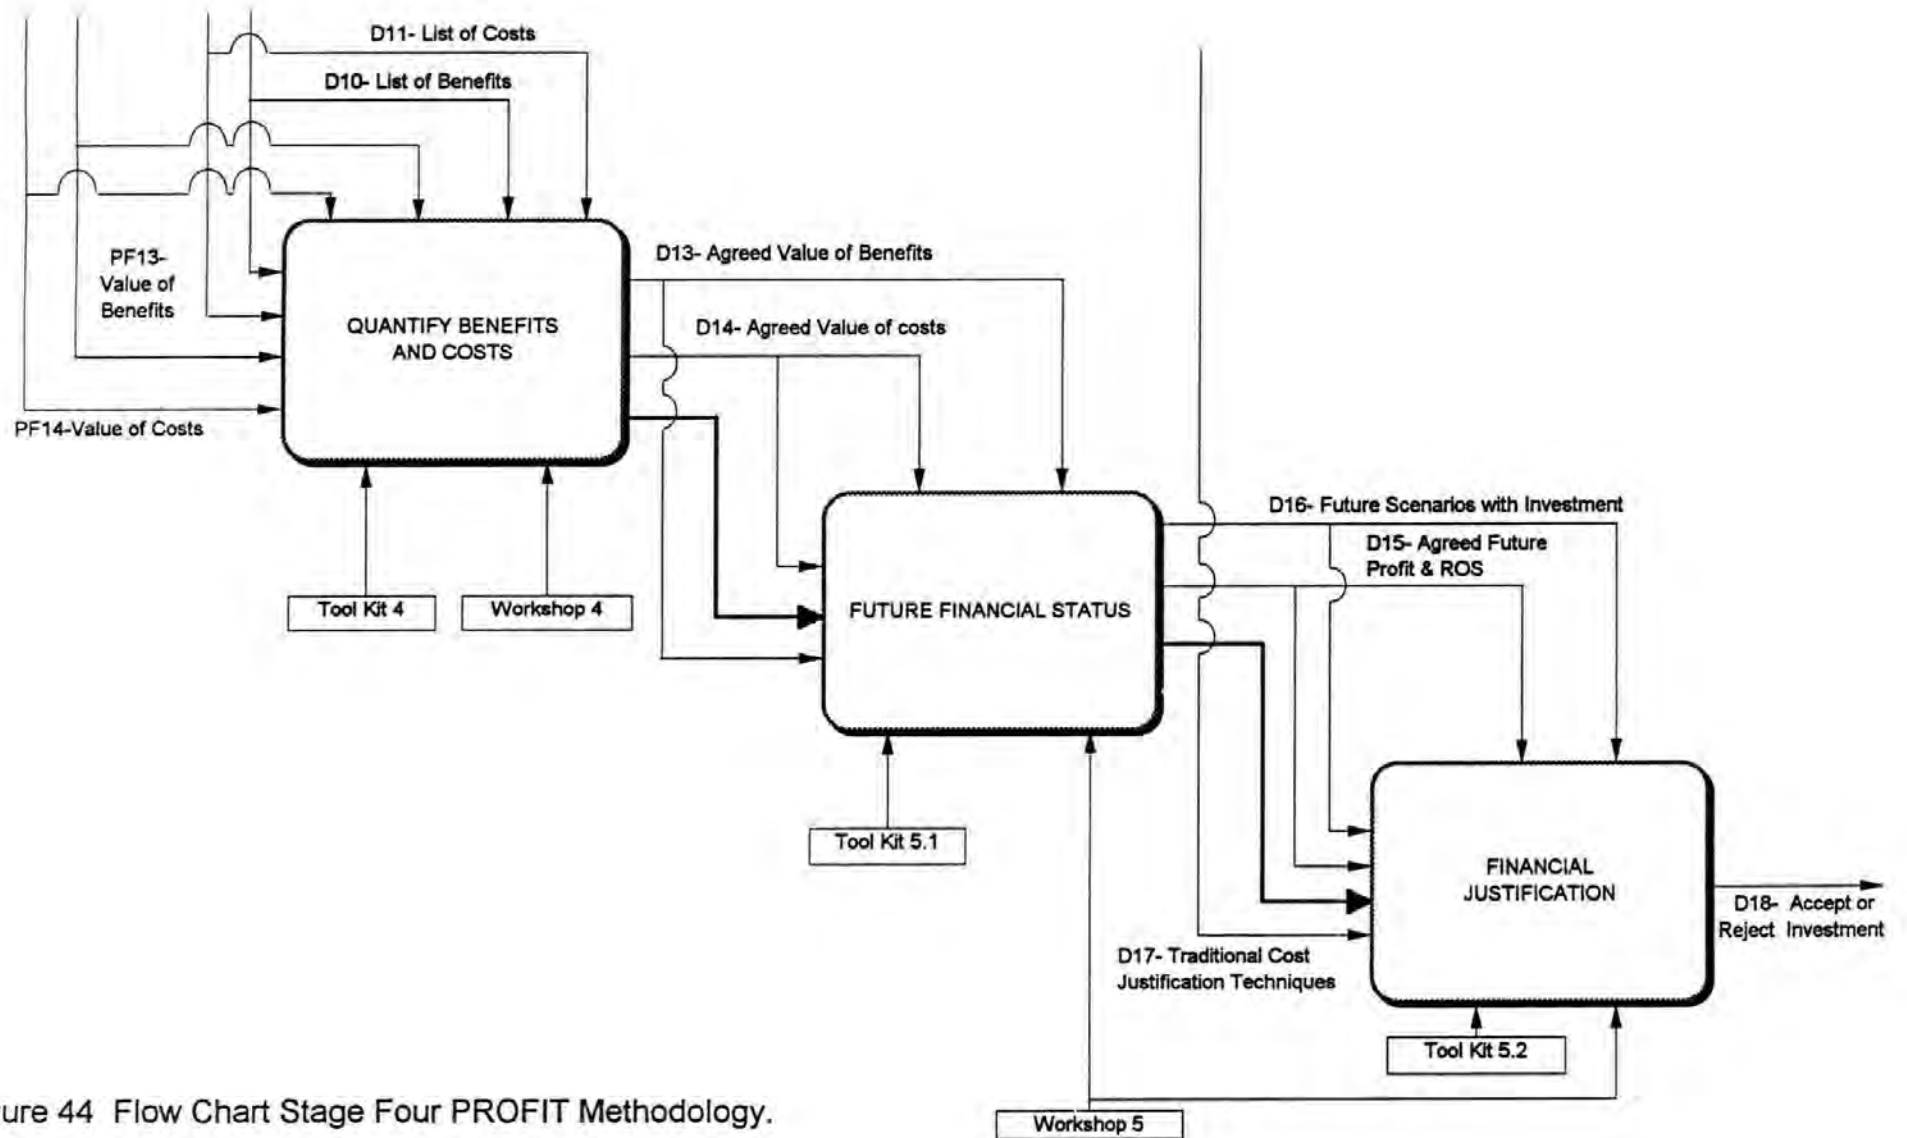 D11- List of Costs
D10- List of Benefits
PF13-
Value of
Benefits
QUANTIFY BENEFITS
AND COSTS
PF14-Value of Costs
D13- Agreed Value of Benefits
D14- Agreed Value of costs
Tool Kit 4
Workshop 4
FUTURE FINANCIAL STATUS
D16- Future Scenarios with Investment
D15- Agreed Future
Profit & ROS
Tool Kit 5.1
FINANCIAL
JUSTIFICATION
D18- Accept or
Reject Investment
D17- Traditional Cost
Justification Techniques
Tool Kit 5.2
Workshop 5
ure 44 Flow Chart Stage Four PROFIT Methodology.